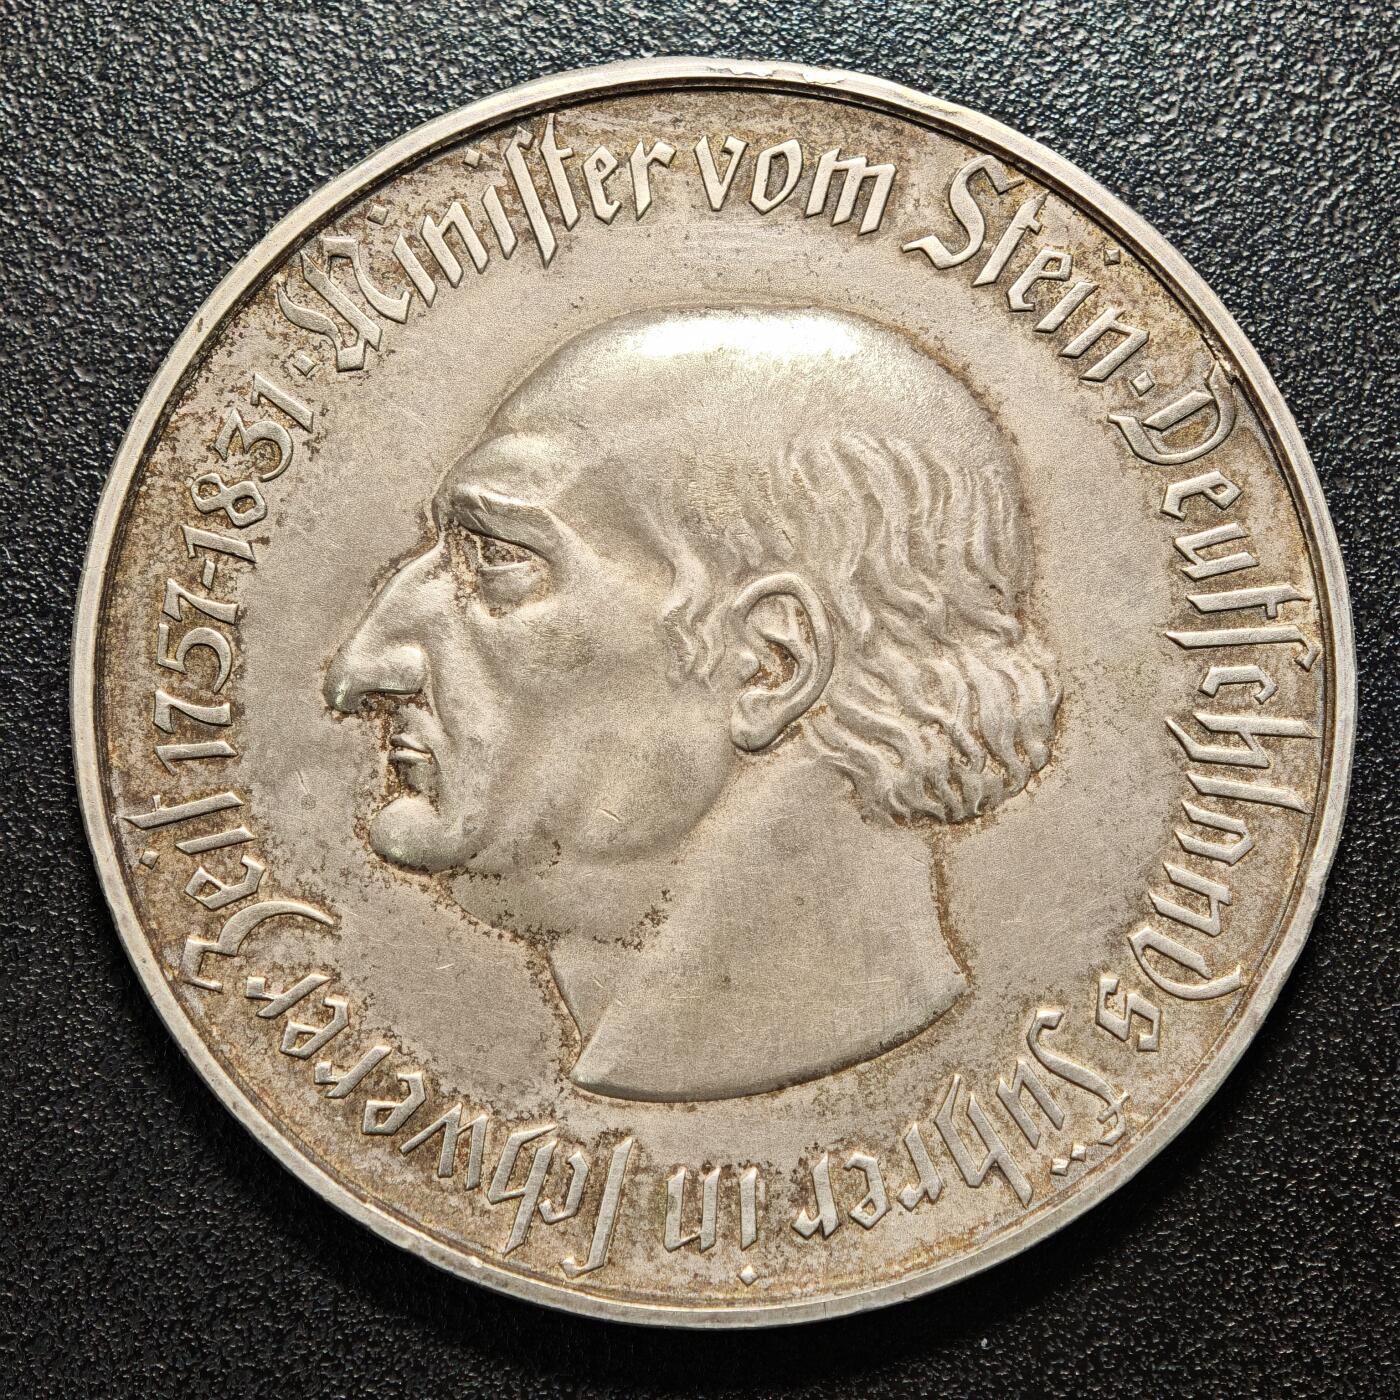 Minister vom Stein · Deutschlands Führer in schwerer Zeit 1757-1831 ·